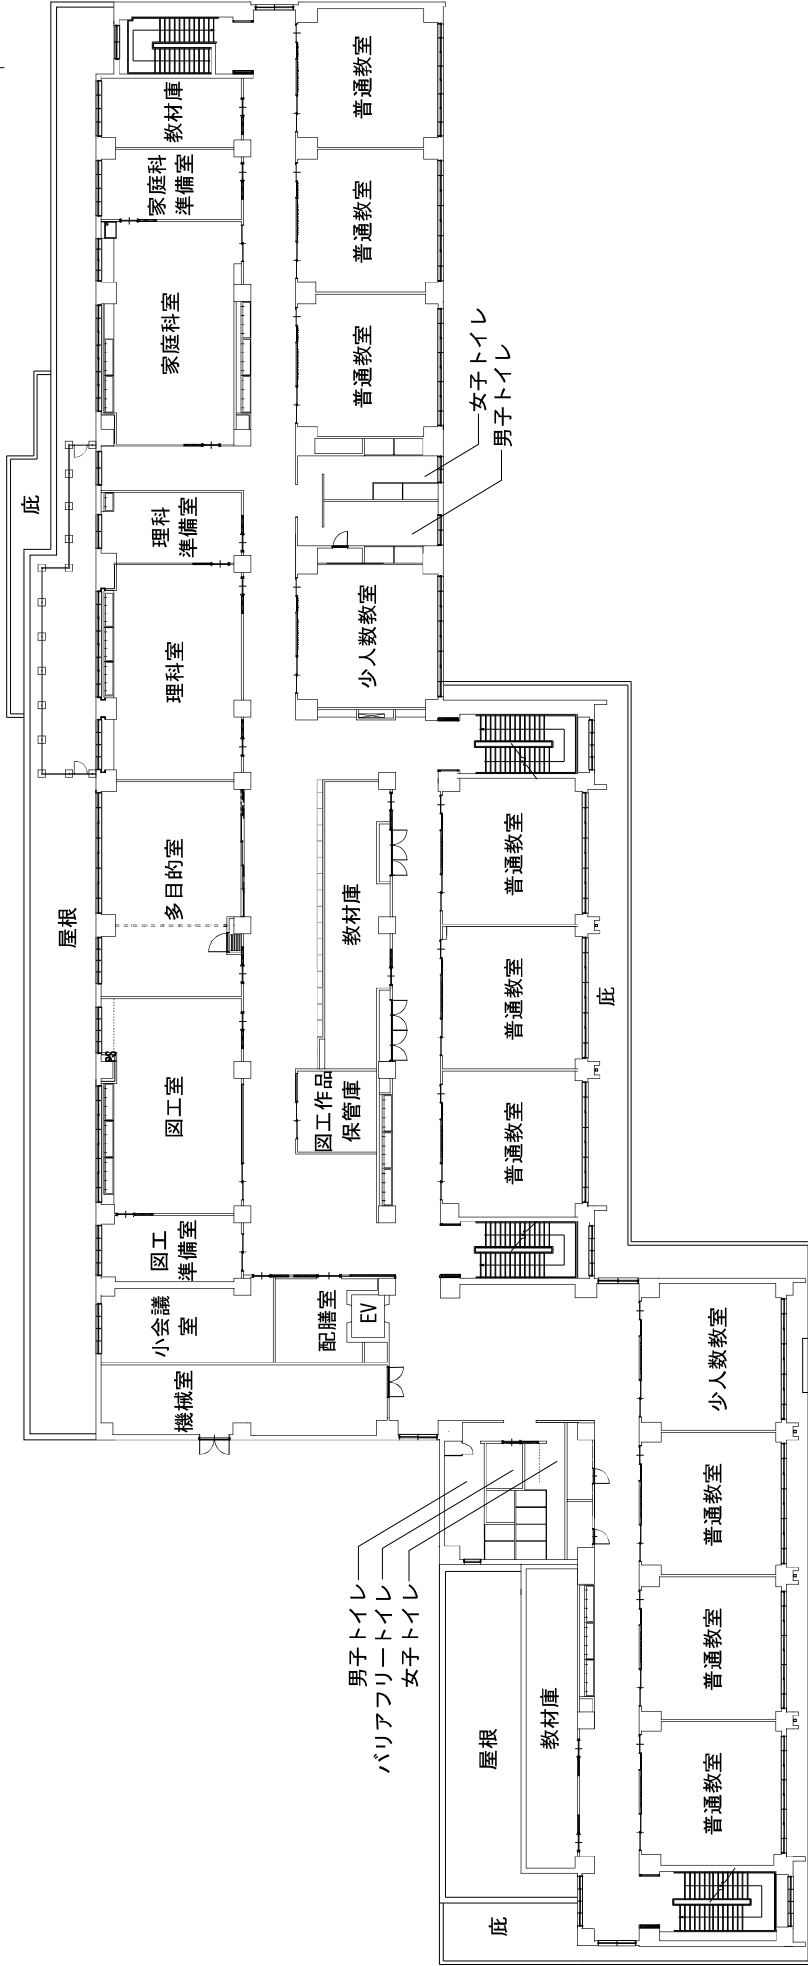 庇
屋根
機械室
小会議
室
図工
準備室
図工室
PS
多目的室
理科室
理科
準備室
家庭科室
家庭科
準備室
教材庫
配膳室
EV
図工作品
保管庫
教材庫
少人数教室
普通教室
普通教室
普通教室
男子トイレ
バリアフリートイレ
女子トイレ
女子トイレ
男子トイレ
庇
屋根
教材庫
普通教室
普通教室
普通教室
庇
普通教室
普通教室
普通教室
少人数教室